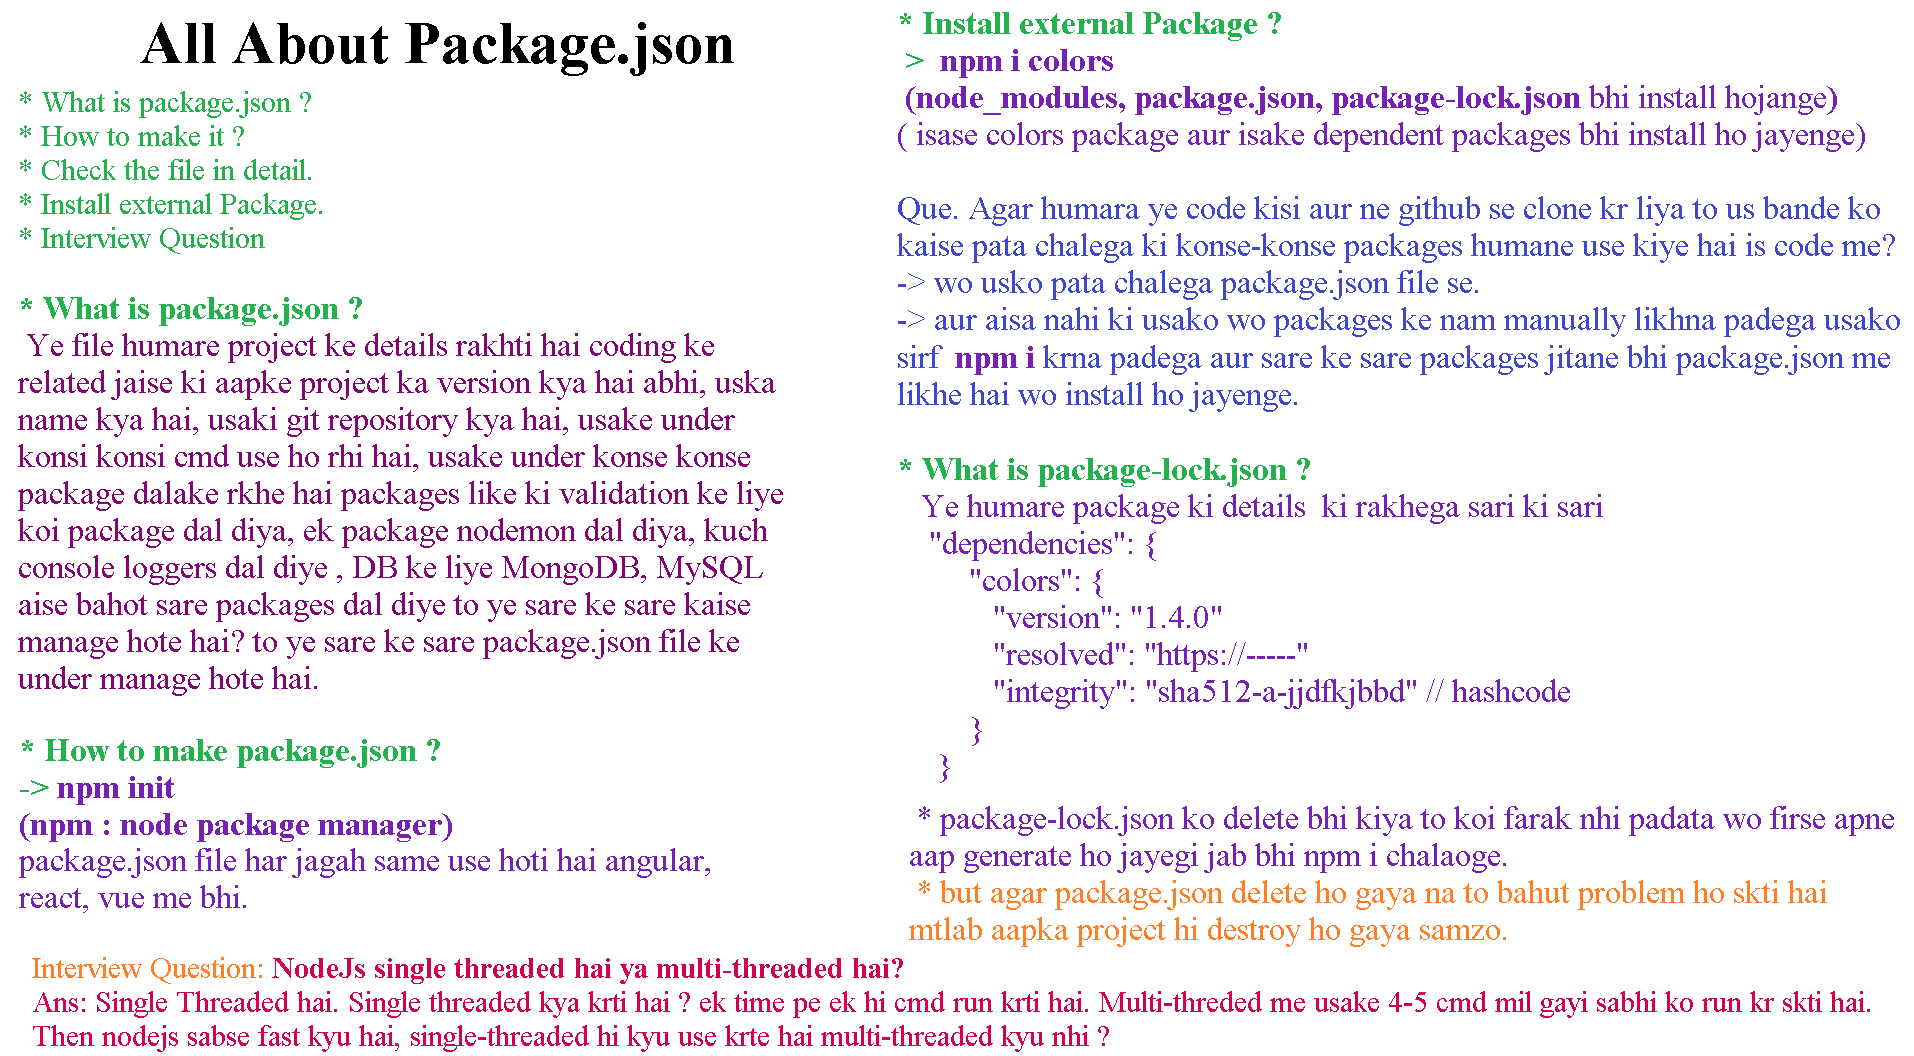 All About Package.json
* What is package.json ?
* How to make it ?
* Check the file in detail.
* Install external Package.
* Interview Question
* What is package.json ?
Ye file humare project ke details rakhti hai coding ke
related jaise ki aapke project ka version kya hai abhi, uska
name kya hai, usaki git repository kya hai, usake under
konsi konsi cmd use ho rhi hai, usake under konse konse
package dalake rkhe hai packages like ki validation ke liye
koi package dal diya, ek package nodemon dal diya, kuch
console loggers dal diye , DB ke liye MongoDB, MySQL
aise bahot sare packages dal diye to ye sare ke sare kaise
manage hote hai? to ye sare ke sare package.json file ke
under manage hote hai.
* How to make package.json ?
-> npm init
(npm : node package manager)
package.json file har jagah same use hoti hai angular,
react, vue me bhi.
* Install external Package ?
> npm i colors
(node_modules, package.json, package-lock.json bhi install hojange)
( isase colors package aur isake dependent packages bhi install ho jayenge)
Que. Agar humara ye code kisi aur ne github se clone kr liya to us bande ko
kaise pata chalega ki konse-konse packages humane use kiye hai is code me?
-> wo usko pata chalega package.json file se.
-> aur aisa nahi ki usako wo packages ke nam manually likhna padega usako
sirf npm i krna padega aur sare ke sare packages jitane bhi package.json me
likhe hai wo install ho jayenge.
* What is package-lock.json ?
Ye humare package ki details ki rakhega sari ki sari
"dependencies": {
"colors": {
"version": "1.4.0"
"resolved": "https://-----"
"integrity": "sha512-a-jjdfkjbbd" // hashcode
}
}
* package-lock.json ko delete bhi kiya to koi farak nhi padata wo firse apne
aap generate ho jayegi jab bhi npm i chalaoge.
* but agar package.json delete ho gaya na to bahut problem ho skti hai
mtlab aapka project hi destroy ho gaya samzo.
Interview Question: NodeJs single threaded hai ya multi-threaded hai?
Ans: Single Threaded hai. Single threaded kya krti hai ? ek time pe ek hi cmd run krti hai. Multi-threded me usake 4-5 cmd mil gayi sabhi ko run kr skti hai.
Then nodejs sabse fast kyu hai, single-threaded hi kyu use krte hai multi-threaded kyu nhi ?